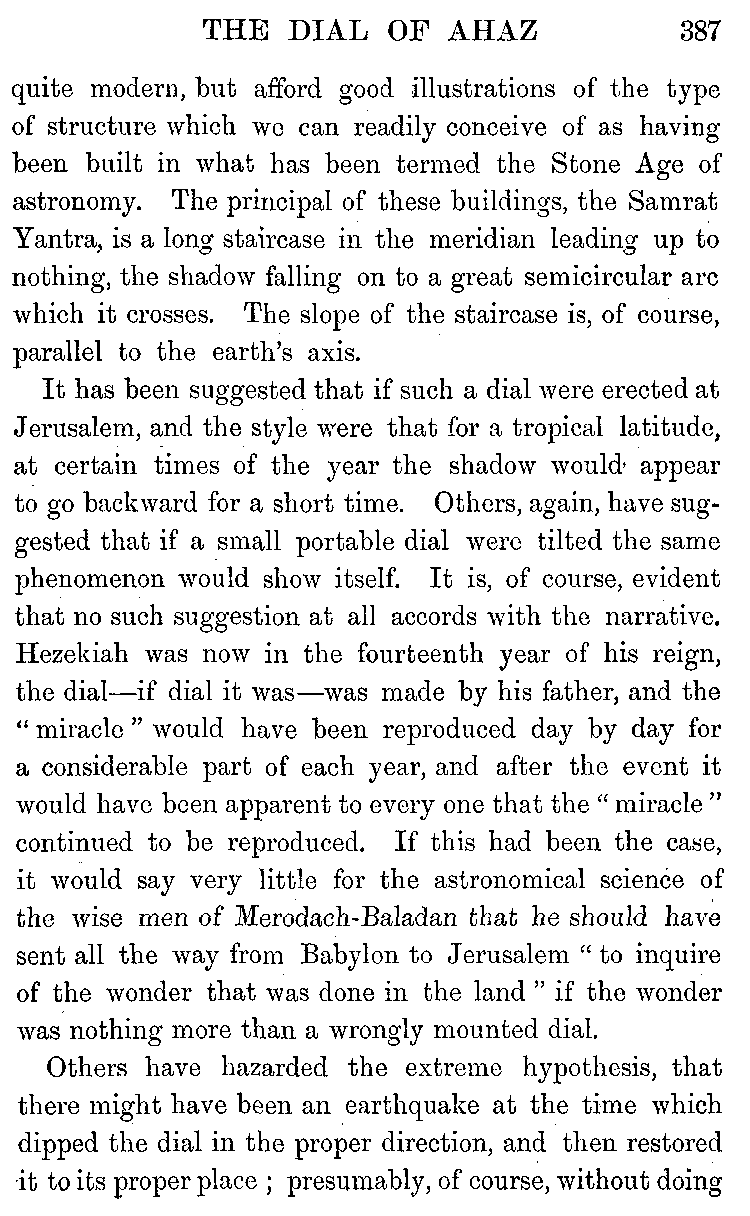 THE DIAL OF AHAZ 387
quite modern, but afford good illustrations of the type
of structure which we can readily conceive of as having
been built in what has been termed the Stone Age of
astronomy. The principal of these buildings, the Samrat
Yantra, is a long staircase in the meridian leading up to
nothing, the shadow falling on to a great semicircular arc
which it crosses. The slope of the staircase is, of course,
parallel to the earth's axis.
It has been suggested that if such a dial were erected at
Jerusalem, and the style were that for a tropical latitude,
at certain times of the year the shadow would appear
to go backward for a short time. Others, again, have sug-
gested that if a small portable dial were tilted the same
phenomenon would show itself. It is, of course, evident
that no such suggestion at all accords with the narrative.
Hezekiah was now in the fourteenth year of his reign,
the dial—if dial it was—was made by his father, and the
" miracle " would have been reproduced day by day for
a considerable part of each year, and after the event it
would have been apparent to every one that the " miracle "
continued to be reproduced. If this had been the case,
it would say very little for the astronomical science of
the wise men of Merodach-Baladan that he should have
sent all the way from Babylon to Jerusalem " to inquire
of the wonder that was done in the land " if the wonder
was nothing more than a wrongly mounted dial.
Others have hazarded the extreme hypothesis, that
there might have been an earthquake at the time which
dipped the dial in the proper direction, and then restored
it to its proper place ; presumably, of course, without doing